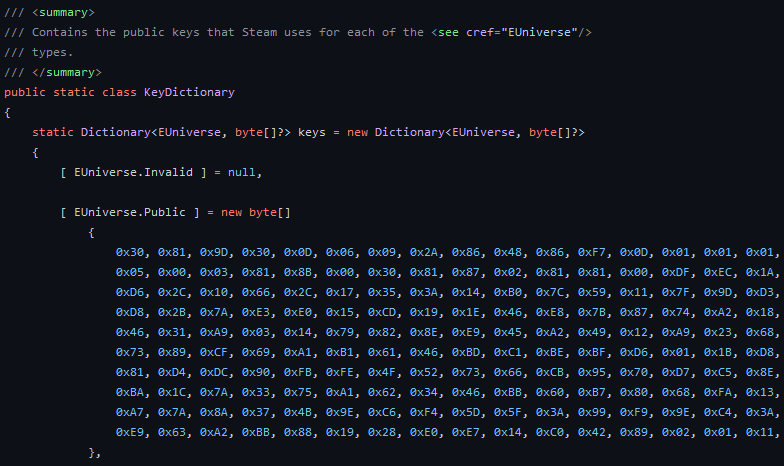 /// <summary>
/// Contains the public keys that Steam uses for each of the <see cref="EUniverse"/>
/// types.
/// </summary>
public static class KeyDictionary
{
static Dictionary<EUniverse, byte[]?> keys = new Dictionary<EUniverse, byte[]?>
{
[ EUniverse.Invalid ] = null,
[ EUniverse.Public ] = new byte[]
{
0x30, 0x81, 0x9D, 0x30, 0x0D, 0x06, 0x09, 0x2A, 0x86, 0x48, 0x86, 0xF7, 0x0D, 0x01, 0x01, 0x01,
0x05, 0x00, 0x03, 0x81, 0x8B, 0x00, 0x30, 0x81, 0x87, 0x02, 0x81, 0x81, 0x00, 0xDF, 0xEC, 0x1A,
0xD6, 0x2C, 0x10, 0x66, 0x2C, 0x17, 0x35, 0x3A, 0x14, 0xB0, 0x7C, 0x59, 0x11, 0x7F, 0x9D, 0xD3,
0xD8, 0x2B, 0x7A, 0xE3, 0xE0, 0x15, 0xCD, 0x19, 0x1E, 0x46, 0xE8, 0x7B, 0x87, 0x74, 0xA2, 0x18,
0x46, 0x31, 0xA9, 0x03, 0x14, 0x79, 0x82, 0x8E, 0xE9, 0x45, 0xA2, 0x49, 0x12, 0xA9, 0x23, 0x68,
0x73, 0x89, 0xCF, 0x69, 0xA1, 0xB1, 0x61, 0x46, 0xBD, 0xC1, 0xBE, 0xBF, 0xD6, 0x01, 0x1B, 0xD8,
0x81, 0xD4, 0xDC, 0x90, 0xFB, 0xFE, 0x4F, 0x52, 0x73, 0x66, 0xCB, 0x95, 0x70, 0xD7, 0xC5, 0x8E,
0xBA, 0x1C, 0x7A, 0x33, 0x75, 0xA1, 0x62, 0x34, 0x46, 0xBB, 0x60, 0xB7, 0x80, 0x68, 0xFA, 0x13,
0xA7, 0x7A, 0x8A, 0x37, 0x4B, 0x9E, 0xC6, 0xF4, 0x5D, 0x5F, 0x3A, 0x99, 0xF9, 0x9E, 0xC4, 0x3A,
0xE9, 0x63, 0xA2, 0xBB, 0x88, 0x19, 0x28, 0xE0, 0xE7, 0x14, 0xC0, 0x42, 0x89, 0x02, 0x01, 0x11,
},